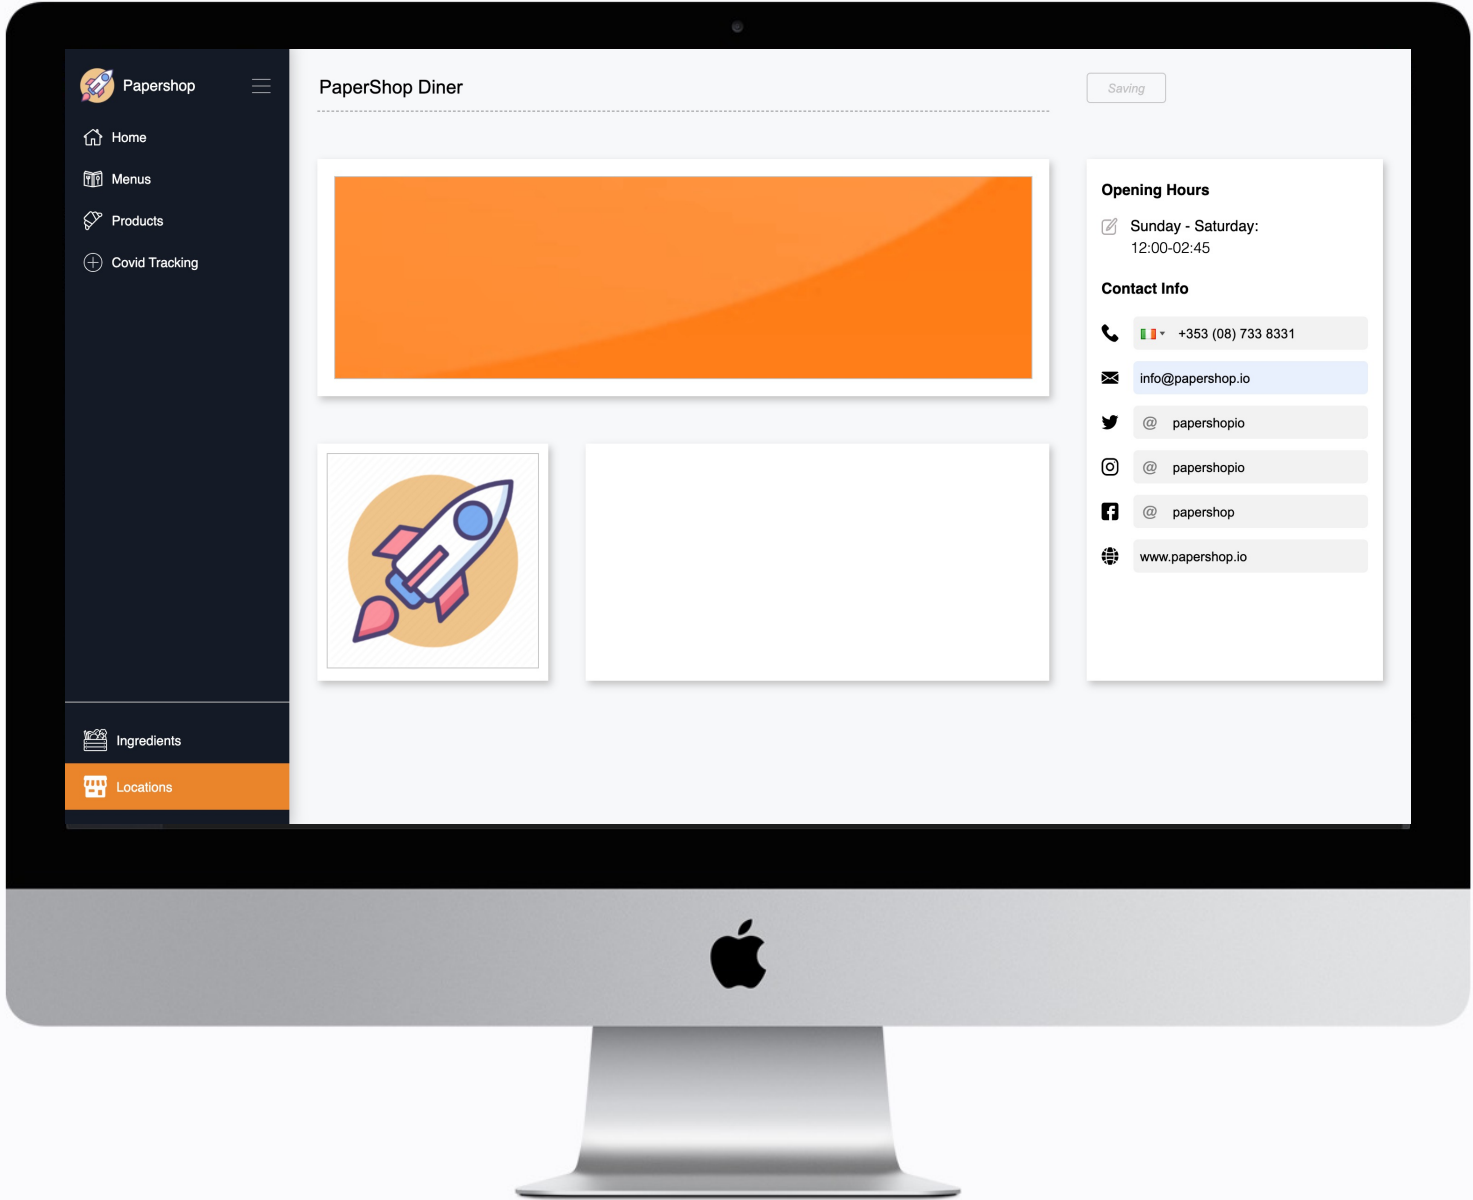 Papershop
Home
Menus
Products
Covid Tracking
Ingredients
Locations
PaperShop Diner
Saving
Opening Hours
Sunday - Saturday:
12:00-02:45
Contact Info
+353 (08) 733 8331
info@papershop.io
@ papershopio
@ papershopio
@ papershop
www.papershop.io